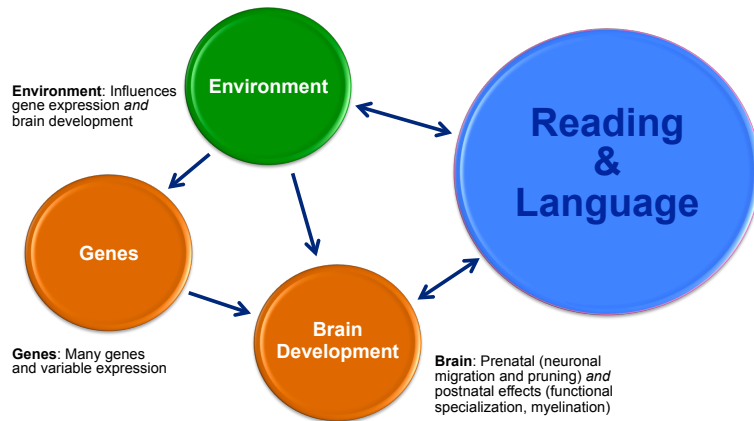 Environment
Environment: Influences
gene expression and
brain development
Reading
&
Language
Genes
Brain
Development
Genes: Many genes
and variable expression
Brain: Prenatal (neuronal
migration and pruning) and
postnatal effects (functional
specialization, myelination)